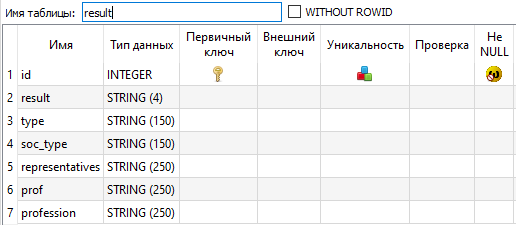 Имя таблицы: result WITHOUT ROWID
Имя Тип данных Первичный ключ Внешний ключ Уникальность Проверка Не NULL
1 id INTEGER
2 result STRING (4)
3 type STRING (150)
4 soc_type STRING (150)
5 representatives STRING (250)
6 prof STRING (250)
7 profession STRING (250)